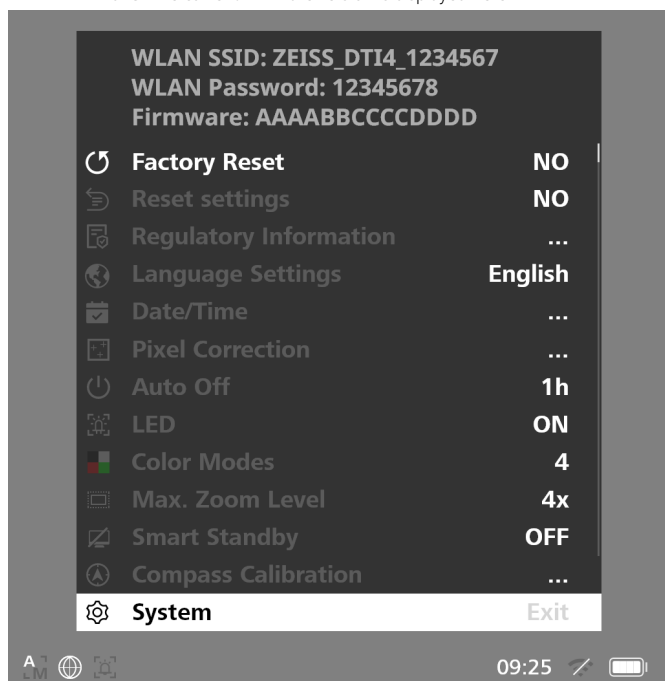 WLAN SSID: ZEISS_DTI4_1234567
WLAN Password: 12345678
Firmware: AAAABBCCCCDDDD
Factory Reset NO
Reset settings NO
Regulatory Information ...
Language Settings English
Date/Time ...
Pixel Correction ...
Auto Off 1h
LED ON
Color Modes 4
Max. Zoom Level 4x
Smart Standby OFF
Compass Calibration ...
System Exit
A M 09:25